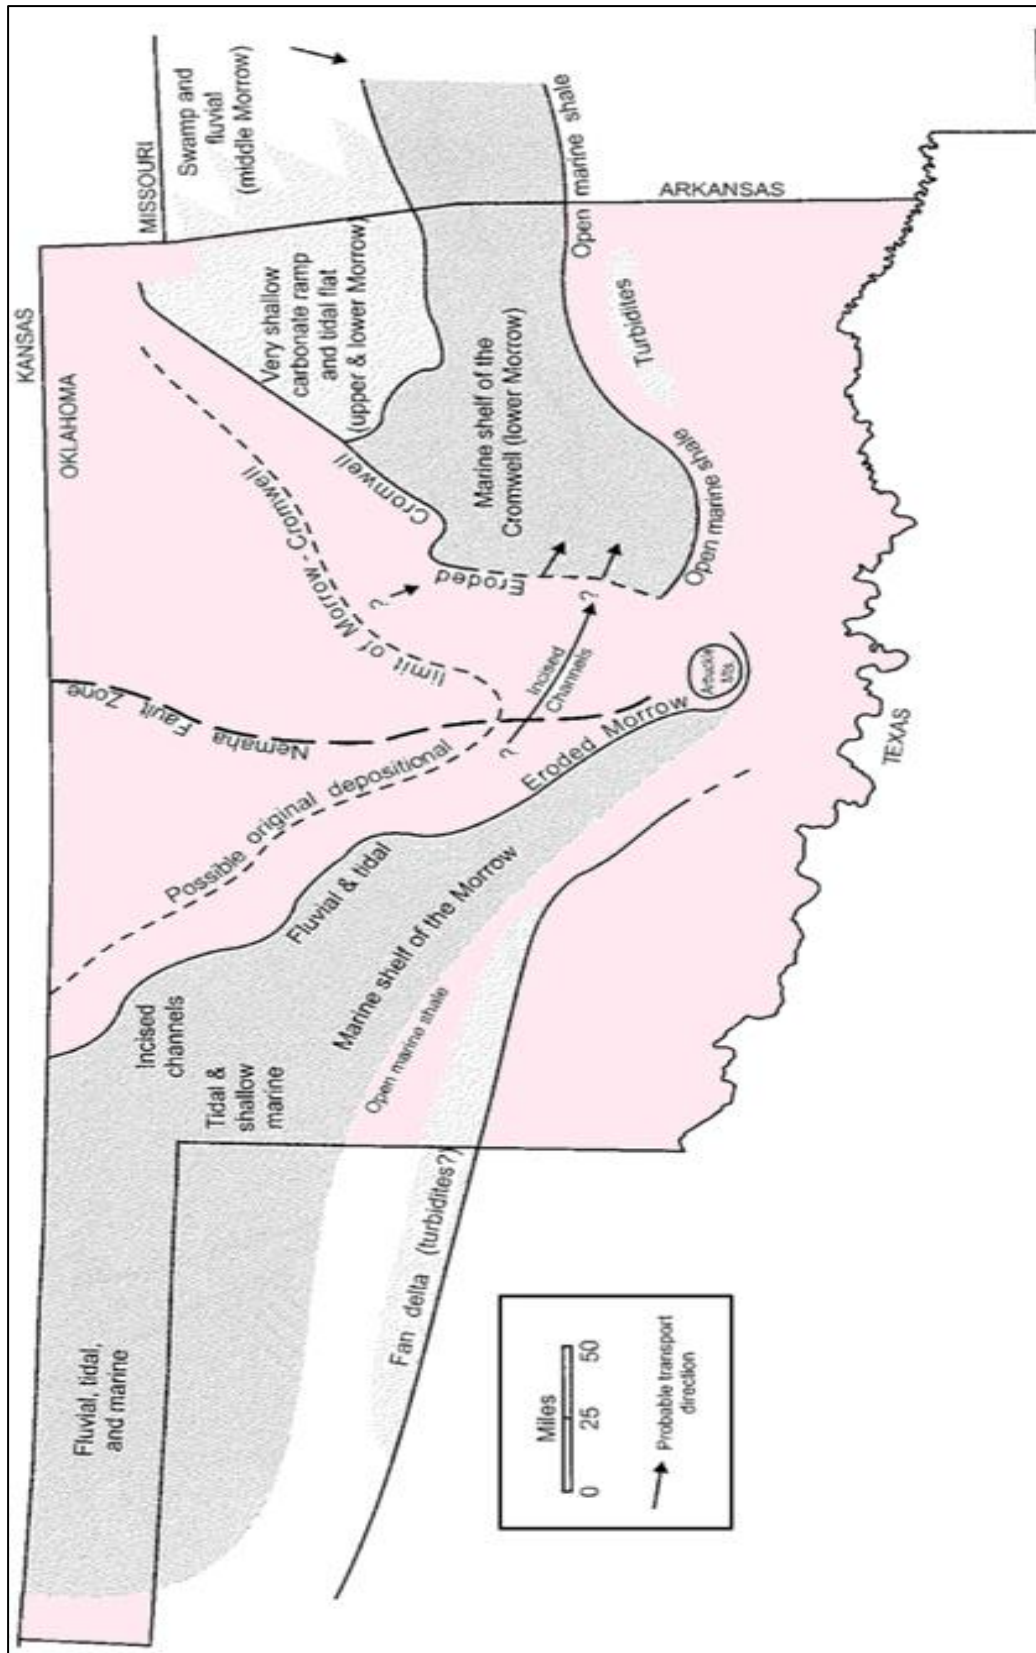 KANSAS
OKLAHOMA
MISSOURI
ARKANSAS
TEXAS
Swamp and
fluvial
(middle Morrow)
Very shallow
carbonate ramp
and tidal flat
(upper & lower Morrow)
Marine shelf of the
Cromwell (lower Morrow)
Open marine shale
Open marine shale
Turbidites
Eroded Cromwell
Possible original depositional limit of Morrow-Cromwell
Nemaha Fault Zone
?
?
?
Incised
Channels
Arbuckle
Mts.
Eroded Morrow
Fluvial & tidal
Marine shelf of the Morrow
Open marine shale
Incised
channels
Tidal &
shallow
marine
Fan delta (turbidites?)
Fluvial, tidal,
and marine
Miles
0 25 50
Probable transport
direction